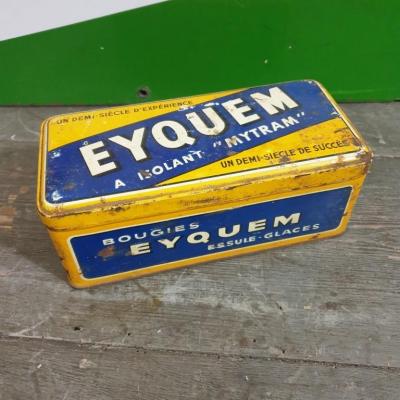 UN DEMI-SIÈCLE D'EXPÉRIENCE
EYQUEM
A ISOLANT "MYTRAM"
UN DEMI-SIÈCLE DE SUCCÈS
BOUGIES
EYQUEM
ESSUIE-GLACES